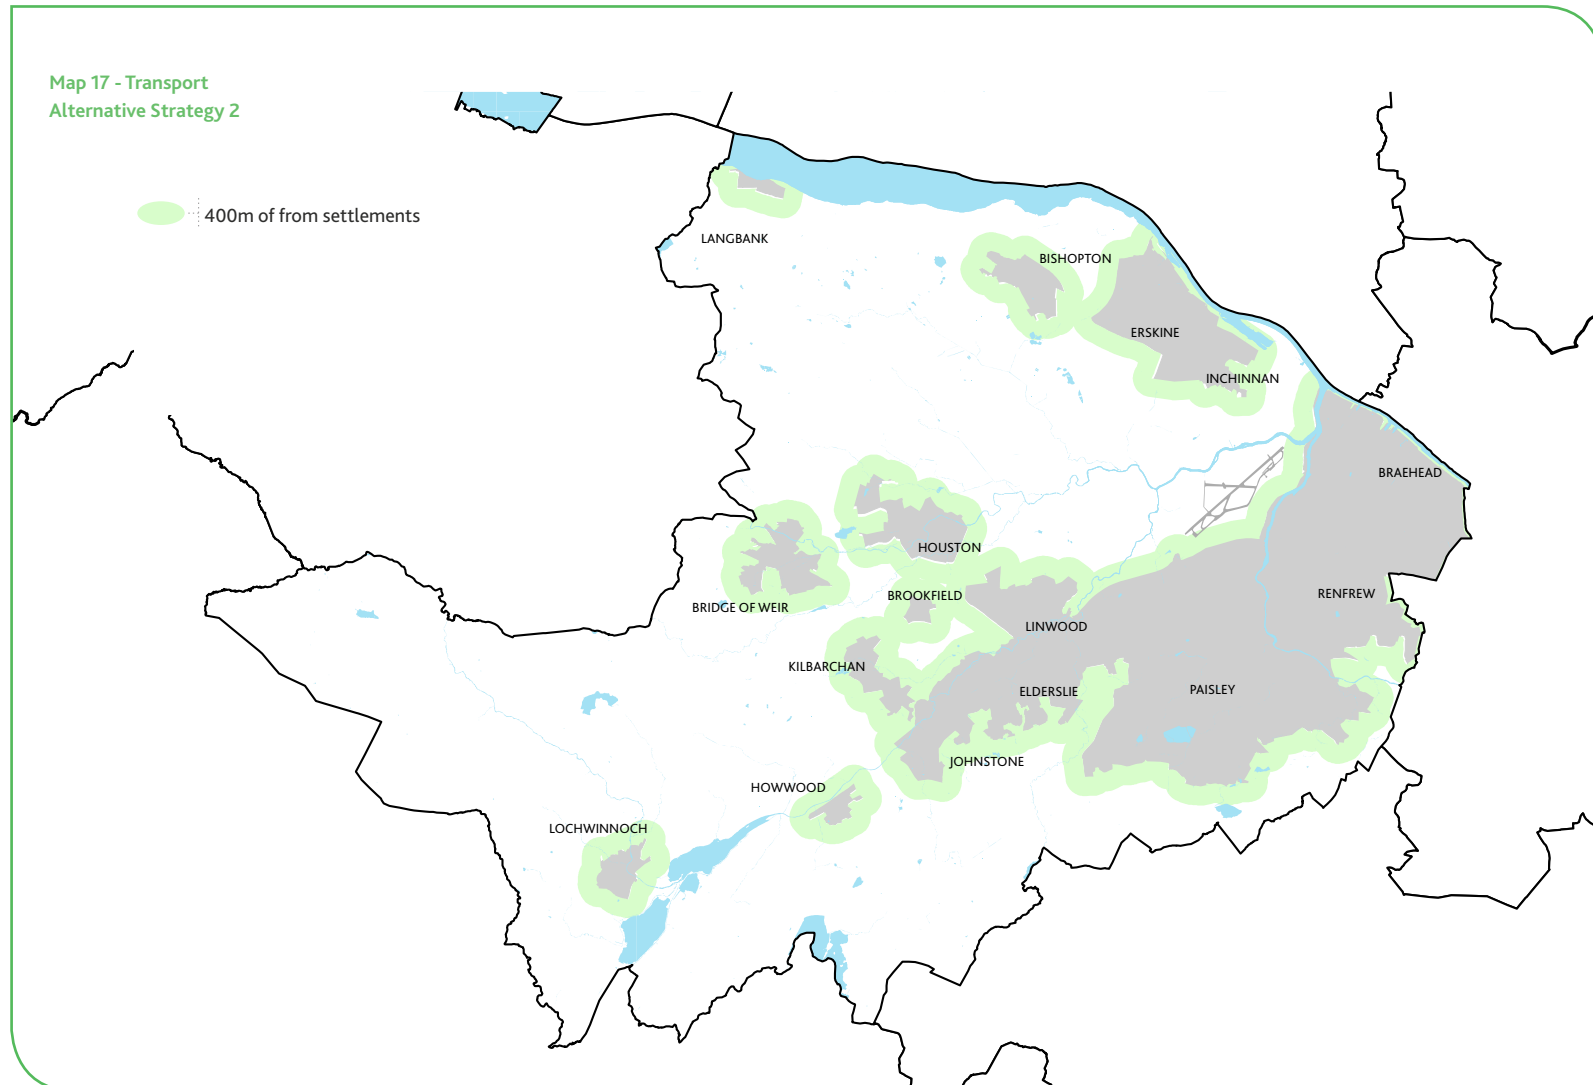 Map 17 - Transport
Alternative Strategy 2
400m of from settlements
LANGBANK
BISHOPTON
ERSKINE
INCHINNAN
BRAEHEAD
HOUSTON
BROOKFIELD
RENFREW
BRIDGE OF WEIR
LINWOOD
KILBARCHAN
ELDERSLIE
PAISLEY
JOHNSTONE
HOWWOOD
LOCHWINNOCH